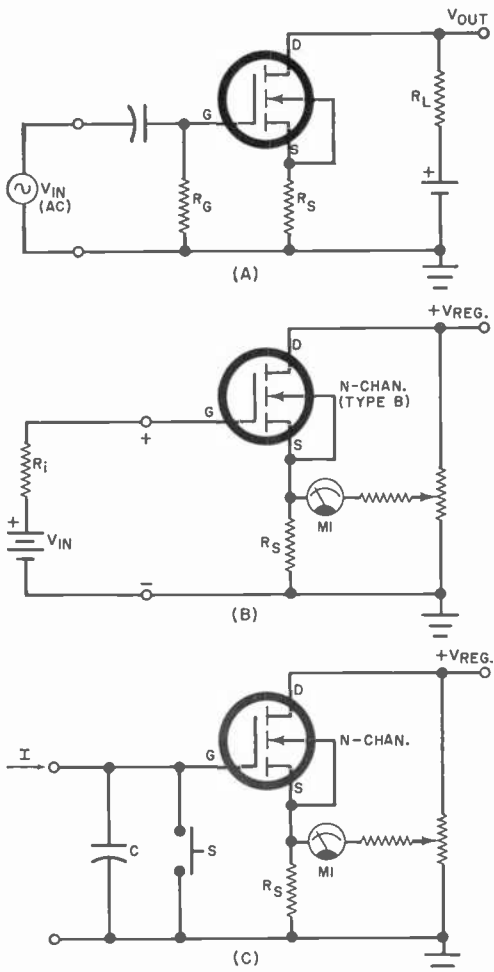 VOUT
D
RL
G
+
S
VIN
(AC)
RG
RS
(A)
+VREG.
D
N-CHAN.
(TYPE B)
G
+
S
Ri
+
VIN
MI
RS
−
(B)
+VREG.
D
N-CHAN.
I
G
S
C
S
MI
RS
(C)